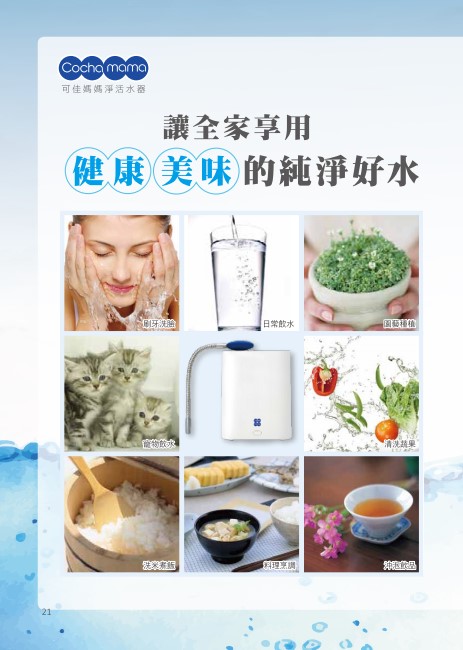 Cocha mama
可佳媽媽淨活水器
讓全家享用
健康美味的純淨好水
刷牙洗臉
日常飲水
園藝種植
寵物飲水
清洗蔬果
洗米煮飯
料理烹調
沖泡飲品
21